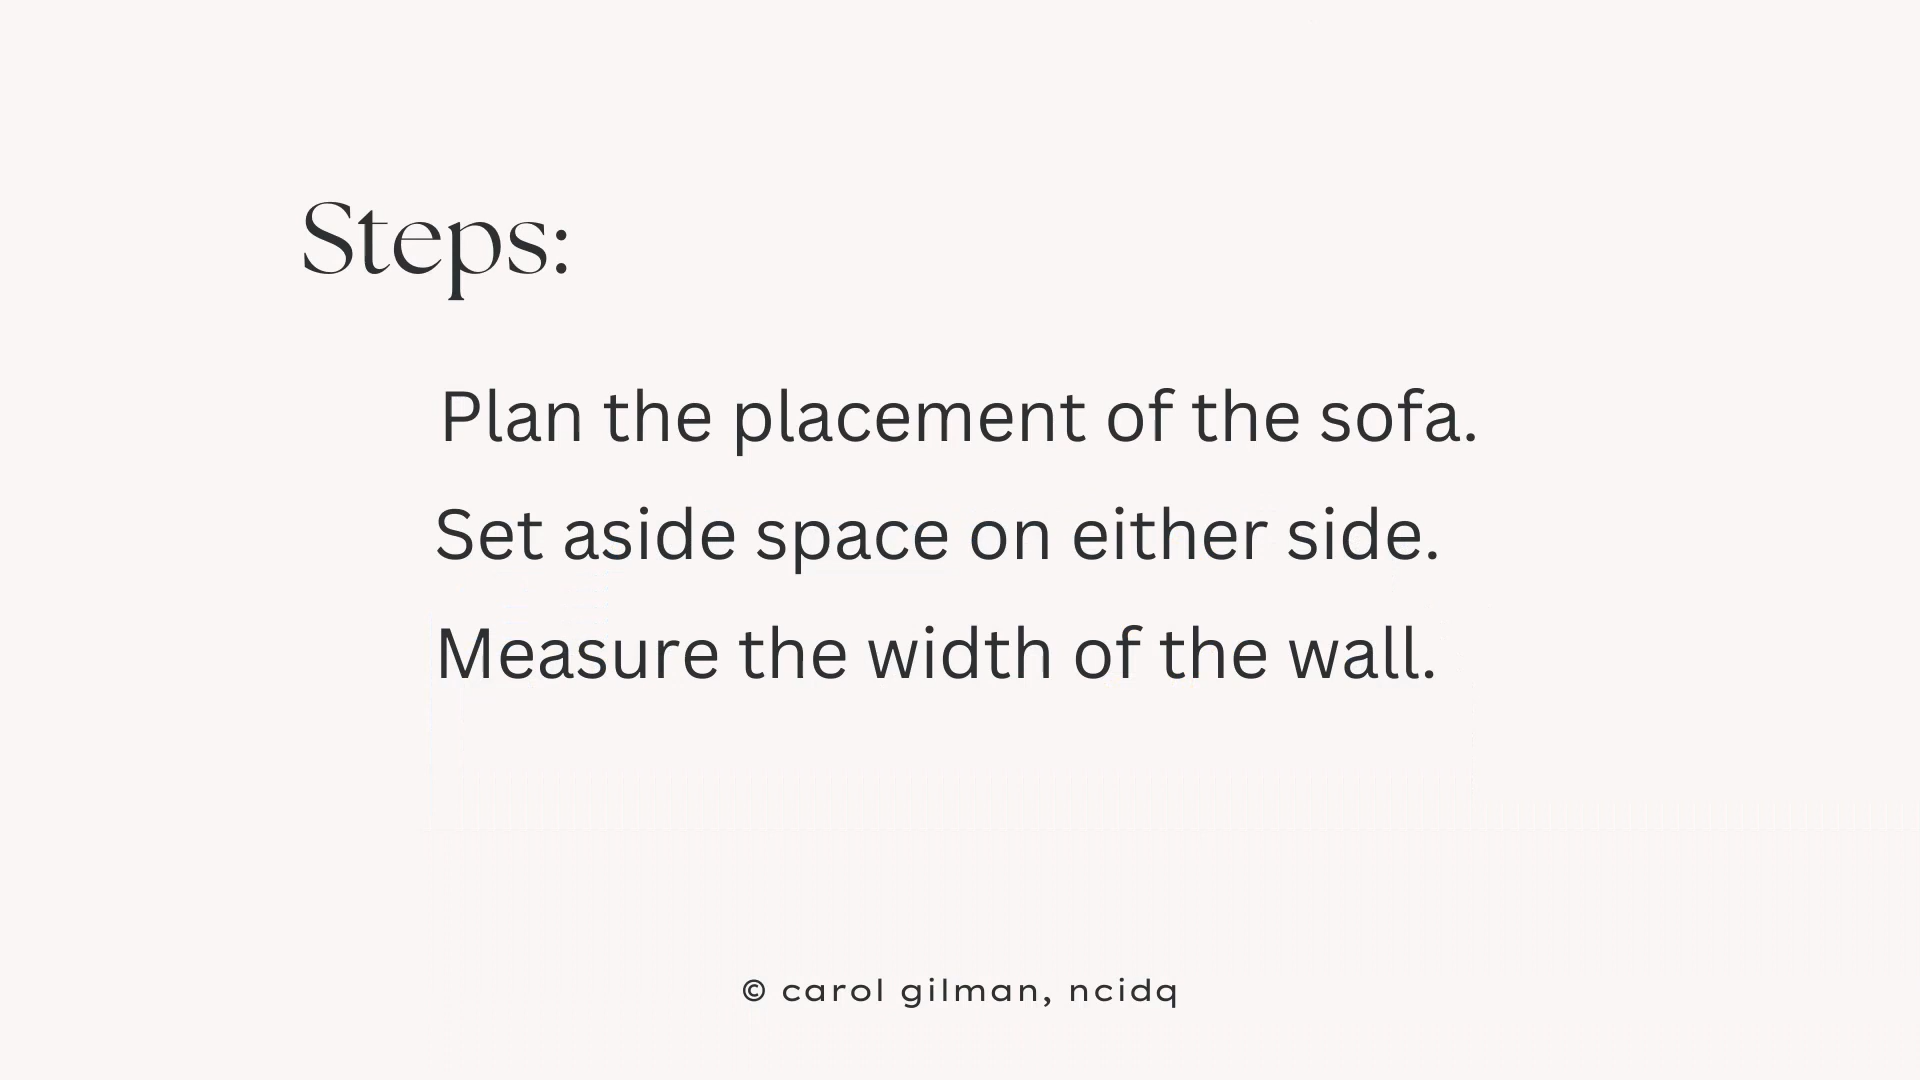 Steps:
Plan the placement of the sofa.
Set aside space on either side.
Measure the width of the wall.
© carol gilman, ncidq